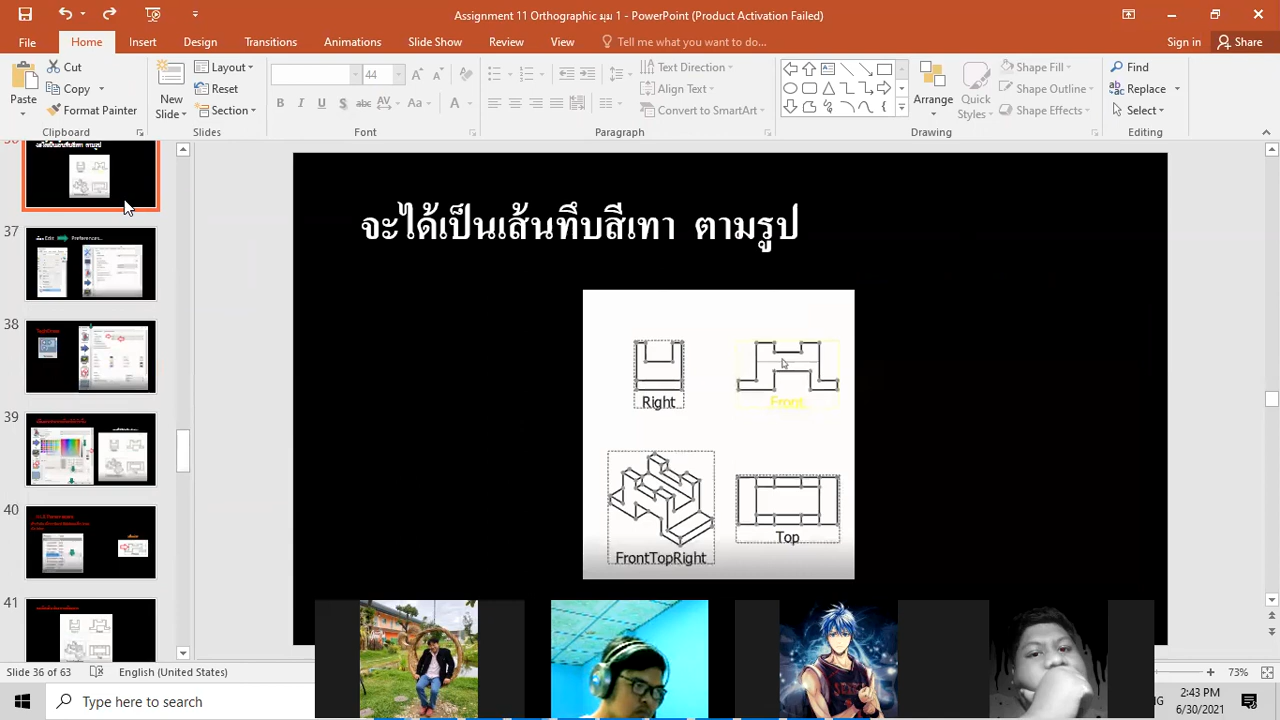 Assignment 11 Orthographic มุม 1 - PowerPoint (Product Activation Failed)
File Home Insert Design Transitions Animations Slide Show Review View Tell me what you want to do... Sign in Share
Paste
Cut
Copy
Format Painter
Clipboard
New Slide
Layout
Reset
Section
Slides
44
B I U S abc AV Aa A
Font
Text Direction
Align Text
Convert to SmartArt
Paragraph
Arrange
Quick Styles
Shape Fill
Shape Outline
Shape Effects
Drawing
Find
Replace
Select
Editing
37
Edit Preferences...
38
39
40
41
จะได้เป็นเส้นทึบสีเทา ตามรูป
Right
Front
FrontTopRight
Top
Slide 36 of 63 English (United States)
73%
Type here to search
2:43 PM
6/30/2021